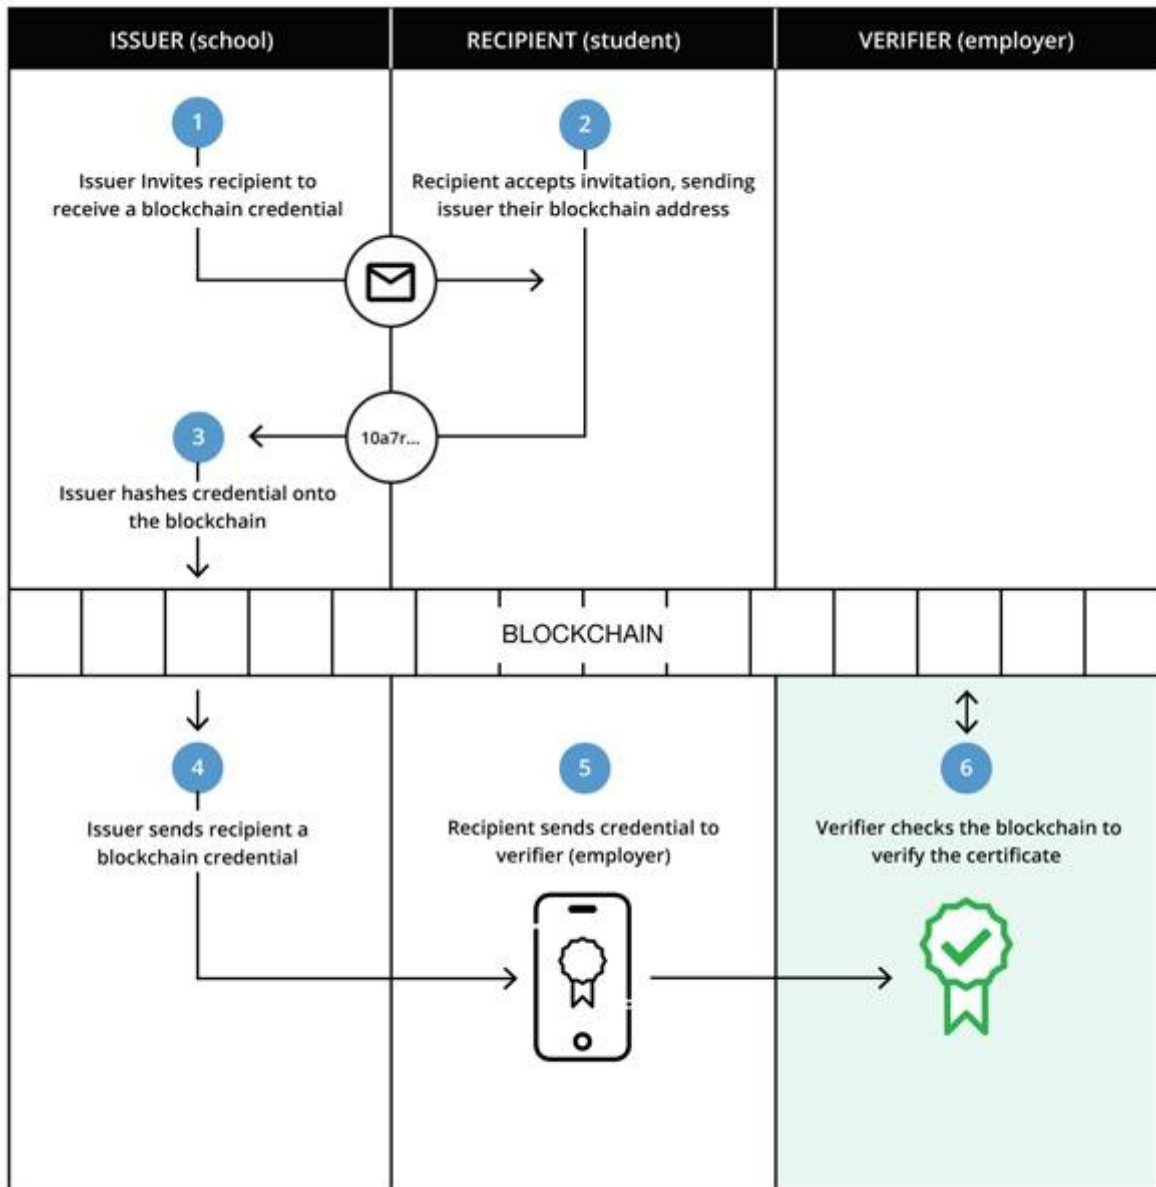 ISSUER (school)
RECIPIENT (student)
VERIFIER (employer)
1
Issuer Invites recipient to
receive a blockchain credential
2
Recipient accepts invitation, sending
issuer their blockchain address
10a7r...
3
Issuer hashes credential onto
the blockchain
BLOCKCHAIN
4
Issuer sends recipient a
blockchain credential
5
Recipient sends credential to
verifier (employer)
6
Verifier checks the blockchain to
verify the certificate